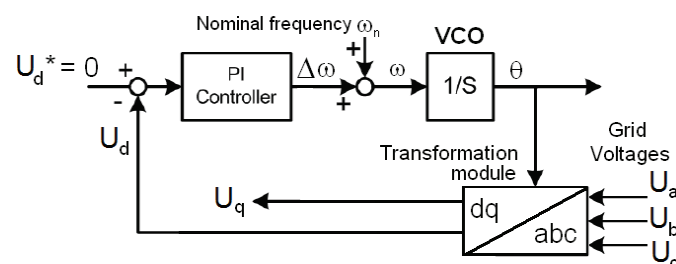 Nominal frequency ωn
VCO
Ud* = 0
+
-
PI
Controller
Δω
+
+
ω
1/S
θ
Ud
Transformation
module
Grid
Voltages
Uq
dq
abc
Ua
Ub
Uc